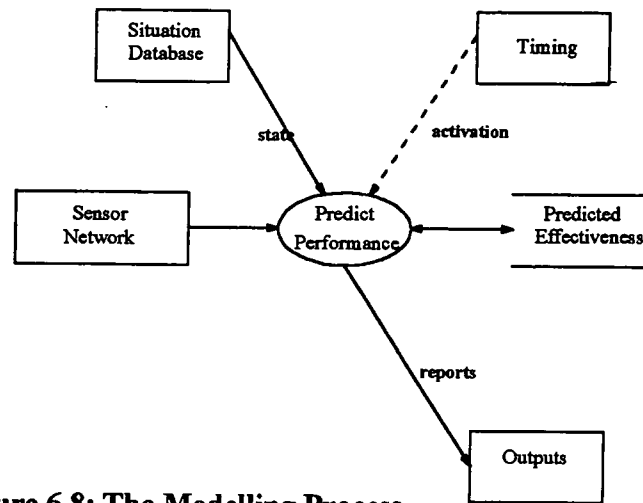 Situation
Database
Timing
state
activation
Sensor
Network
Predict
Performance
Predicted
Effectiveness
reports
Outputs
ure 6.8: The Modelling Process